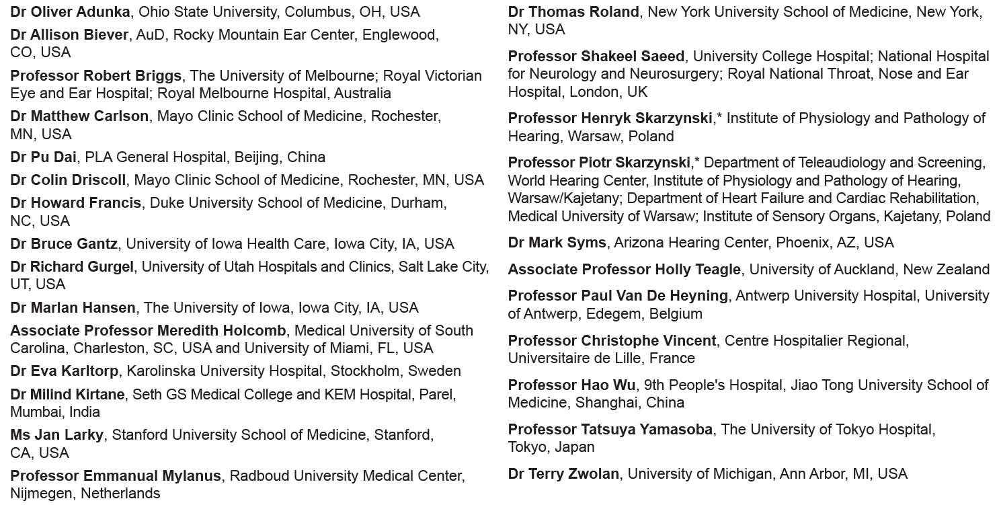 Dr Oliver Adunka, Ohio State University, Columbus, OH, USA
Dr Allison Biever, AuD, Rocky Mountain Ear Center, Englewood,
CO, USA
Professor Robert Briggs, The University of Melbourne; Royal Victorian
Eye and Ear Hospital; Royal Melbourne Hospital, Australia
Dr Matthew Carlson, Mayo Clinic School of Medicine, Rochester,
MN, USA
Dr Pu Dai, PLA General Hospital, Beijing, China
Dr Colin Driscoll, Mayo Clinic School of Medicine, Rochester, MN, USA
Dr Howard Francis, Duke University School of Medicine, Durham,
NC, USA
Dr Bruce Gantz, University of Iowa Health Care, Iowa City, IA, USA
Dr Richard Gurgel, University of Utah Hospitals and Clinics, Salt Lake City,
UT, USA
Dr Marlan Hansen, The University of Iowa, Iowa City, IA, USA
Associate Professor Meredith Holcomb, Medical University of South
Carolina, Charleston, SC, USA and University of Miami, FL, USA
Dr Eva Karltorp, Karolinska University Hospital, Stockholm, Sweden
Dr Milind Kirtane, Seth GS Medical College and KEM Hospital, Parel,
Mumbai, India
Ms Jan Larky, Stanford University School of Medicine, Stanford,
CA, USA
Professor Emmanual Mylanus, Radboud University Medical Center,
Nijmegen, Netherlands
Dr Thomas Roland, New York University School of Medicine, New York,
NY, USA
Professor Shakeel Saeed, University College Hospital; National Hospital
for Neurology and Neurosurgery; Royal National Throat, Nose and Ear
Hospital, London, UK
Professor Henryk Skarzynski,* Institute of Physiology and Pathology of
Hearing, Warsaw, Poland
Professor Piotr Skarzynski,* Department of Teleaudiology and Screening,
World Hearing Center, Institute of Physiology and Pathology of Hearing,
Warsaw/Kajetany; Department of Heart Failure and Cardiac Rehabilitation,
Medical University of Warsaw; Institute of Sensory Organs, Kajetany, Poland
Dr Mark Syms, Arizona Hearing Center, Phoenix, AZ, USA
Associate Professor Holly Teagle, University of Auckland, New Zealand
Professor Paul Van De Heyning, Antwerp University Hospital, University
of Antwerp, Edegem, Belgium
Professor Christophe Vincent, Centre Hospitalier Regional,
Universitaire de Lille, France
Professor Hao Wu, 9th People's Hospital, Jiao Tong University School of
Medicine, Shanghai, China
Professor Tatsuya Yamasoba, The University of Tokyo Hospital,
Tokyo, Japan
Dr Terry Zwolan, University of Michigan, Ann Arbor, MI, USA